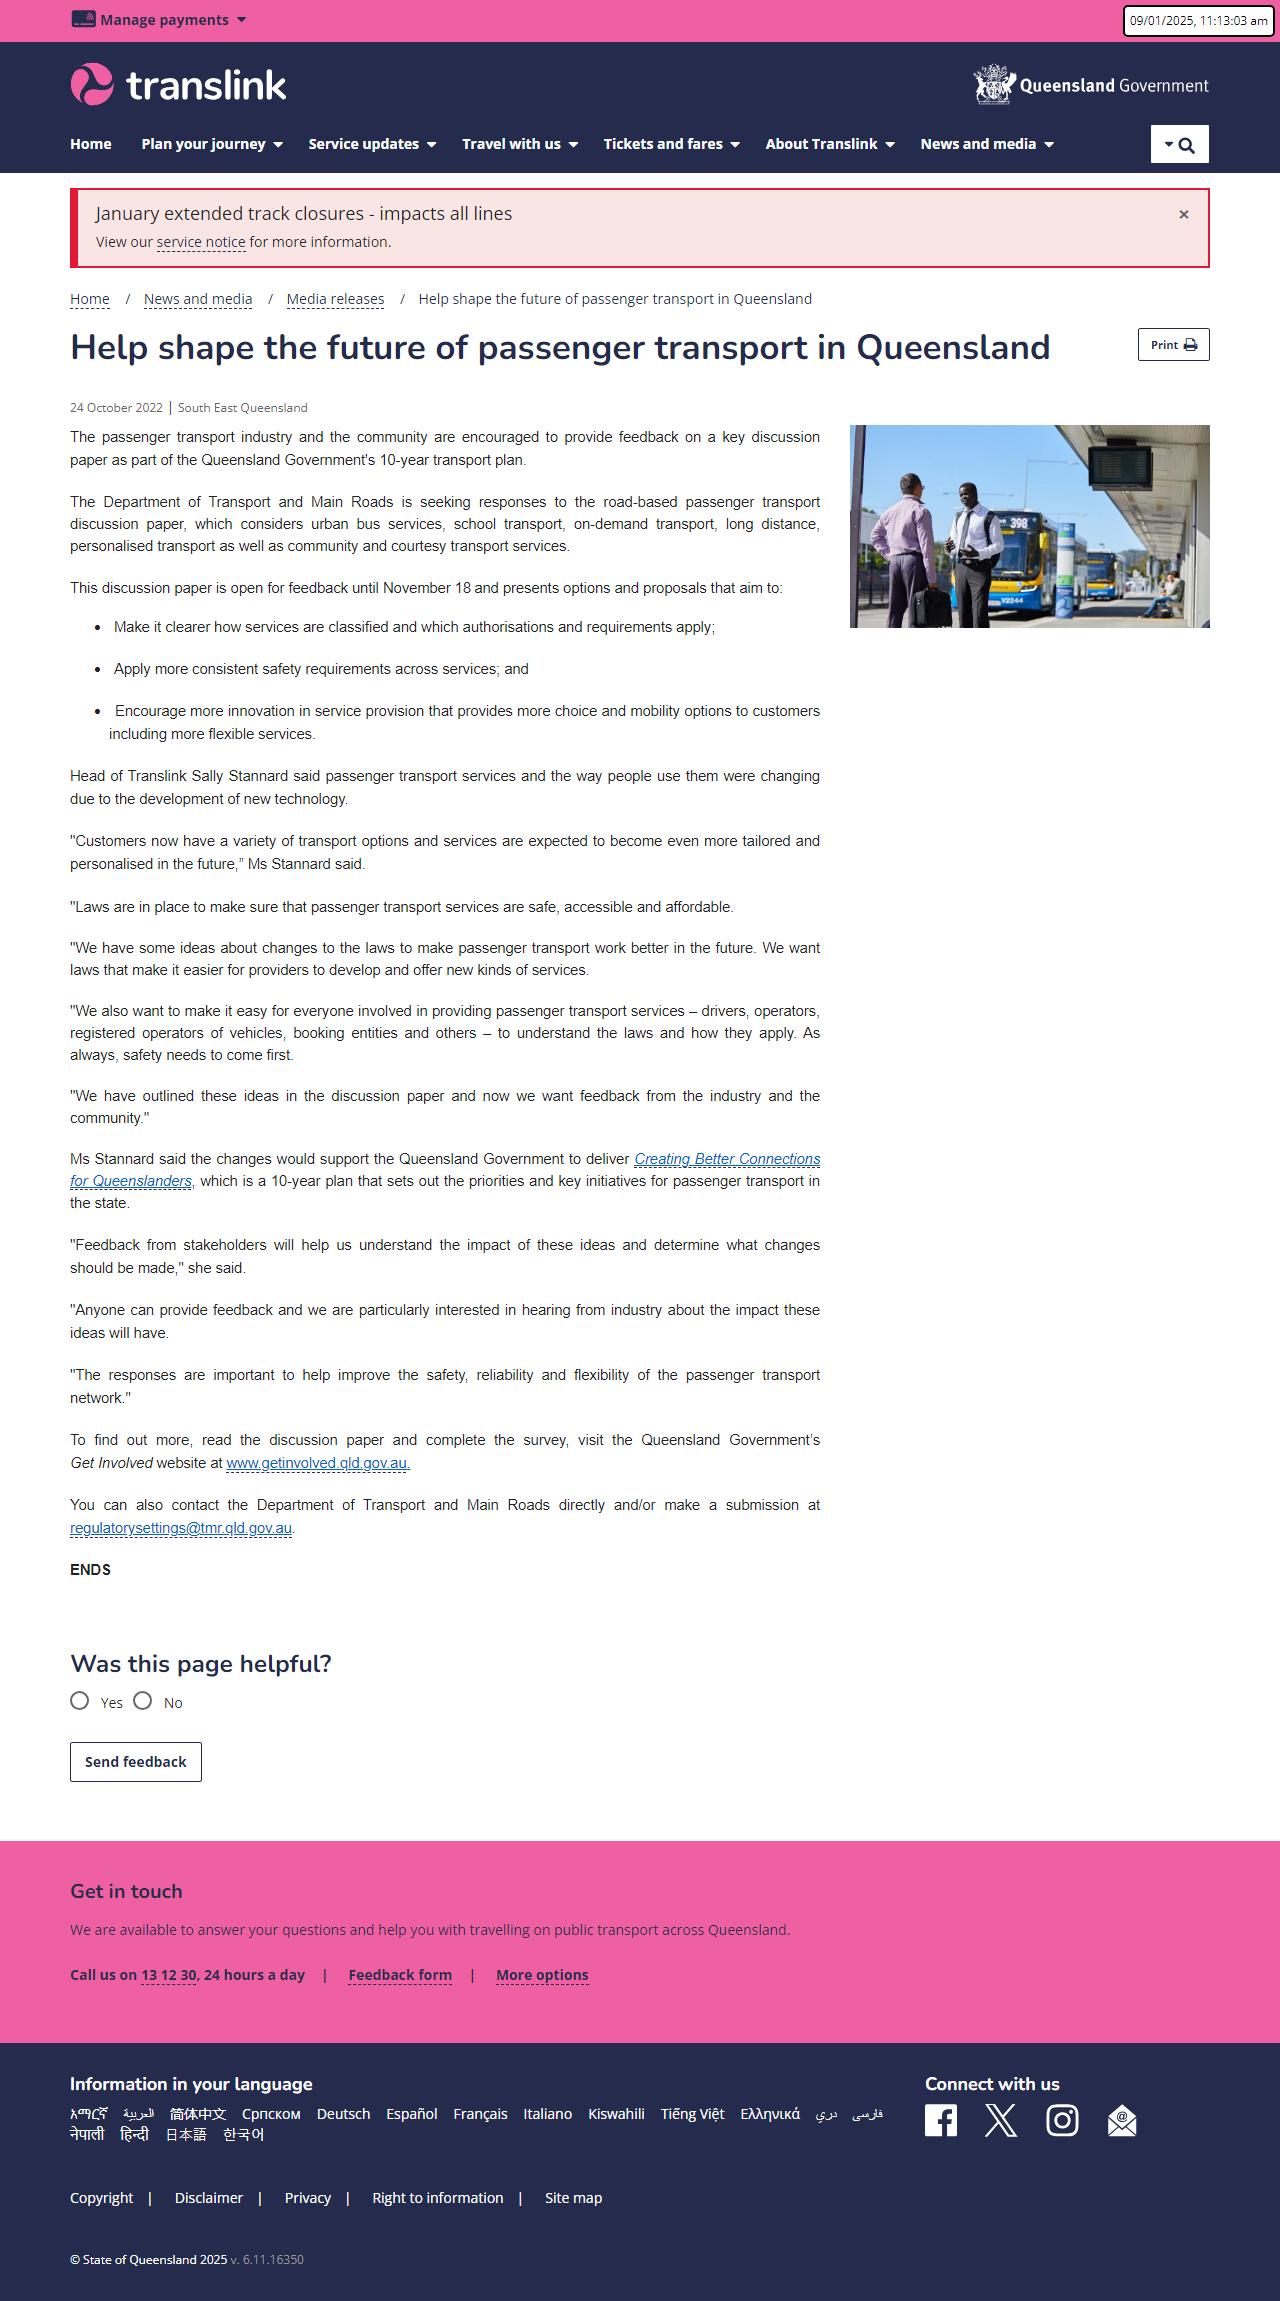 Manage payments
09/01/2025, 11:13:03 am
translink
Queensland Government
Home Plan your journey Service updates Travel with us Tickets and fares About Translink News and media
January extended track closures - impacts all lines
×
View our service notice for more information.
Home / News and media / Media releases / Help shape the future of passenger transport in Queensland
Help shape the future of passenger transport in Queensland
Print
24 October 2022 | South East Queensland
The passenger transport industry and the community are encouraged to provide feedback on a key discussion
paper as part of the Queensland Government's 10-year transport plan.
The Department of Transport and Main Roads is seeking responses to the road-based passenger transport
discussion paper, which considers urban bus services, school transport, on-demand transport, long distance,
personalised transport as well as community and courtesy transport services.
398
V2244
This discussion paper is open for feedback until November 18 and presents options and proposals that aim to:
• Make it clearer how services are classified and which authorisations and requirements apply;
• Apply more consistent safety requirements across services; and
• Encourage more innovation in service provision that provides more choice and mobility options to customers
including more flexible services.
Head of Translink Sally Stannard said passenger transport services and the way people use them were changing
due to the development of new technology.
"Customers now have a variety of transport options and services are expected to become even more tailored and
personalised in the future,” Ms Stannard said.
"Laws are in place to make sure that passenger transport services are safe, accessible and affordable.
"We have some ideas about changes to the laws to make passenger transport work better in the future. We want
laws that make it easier for providers to develop and offer new kinds of services.
"We also want to make it easy for everyone involved in providing passenger transport services – drivers, operators,
registered operators of vehicles, booking entities and others – to understand the laws and how they apply. As
always, safety needs to come first.
"We have outlined these ideas in the discussion paper and now we want feedback from the industry and the
community."
Ms Stannard said the changes would support the Queensland Government to deliver Creating Better Connections
for Queenslanders, which is a 10-year plan that sets out the priorities and key initiatives for passenger transport in
the state.
"Feedback from stakeholders will help us understand the impact of these ideas and determine what changes
should be made," she said.
"Anyone can provide feedback and we are particularly interested in hearing from industry about the impact these
ideas will have.
"The responses are important to help improve the safety, reliability and flexibility of the passenger transport
network."
To find out more, read the discussion paper and complete the survey, visit the Queensland Government’s
Get Involved website at www.getinvolved.qld.gov.au.
You can also contact the Department of Transport and Main Roads directly and/or make a submission at
regulatorysettings@tmr.qld.gov.au.
ENDS
Was this page helpful?
Yes No
Send feedback
Get in touch
We are available to answer your questions and help you with travelling on public transport across Queensland.
Call us on 13 12 30, 24 hours a day | Feedback form | More options
Information in your language
Connect with us
አማርኛ العربية 简体中文 Српском Deutsch Español Français Italiano Kiswahili Tiếng Việt Ελληνικά دري فارسی
नेपाली हिन्दी 日本語 한국어
Copyright | Disclaimer | Privacy | Right to information | Site map
© State of Queensland 2025 v. 6.11.16350